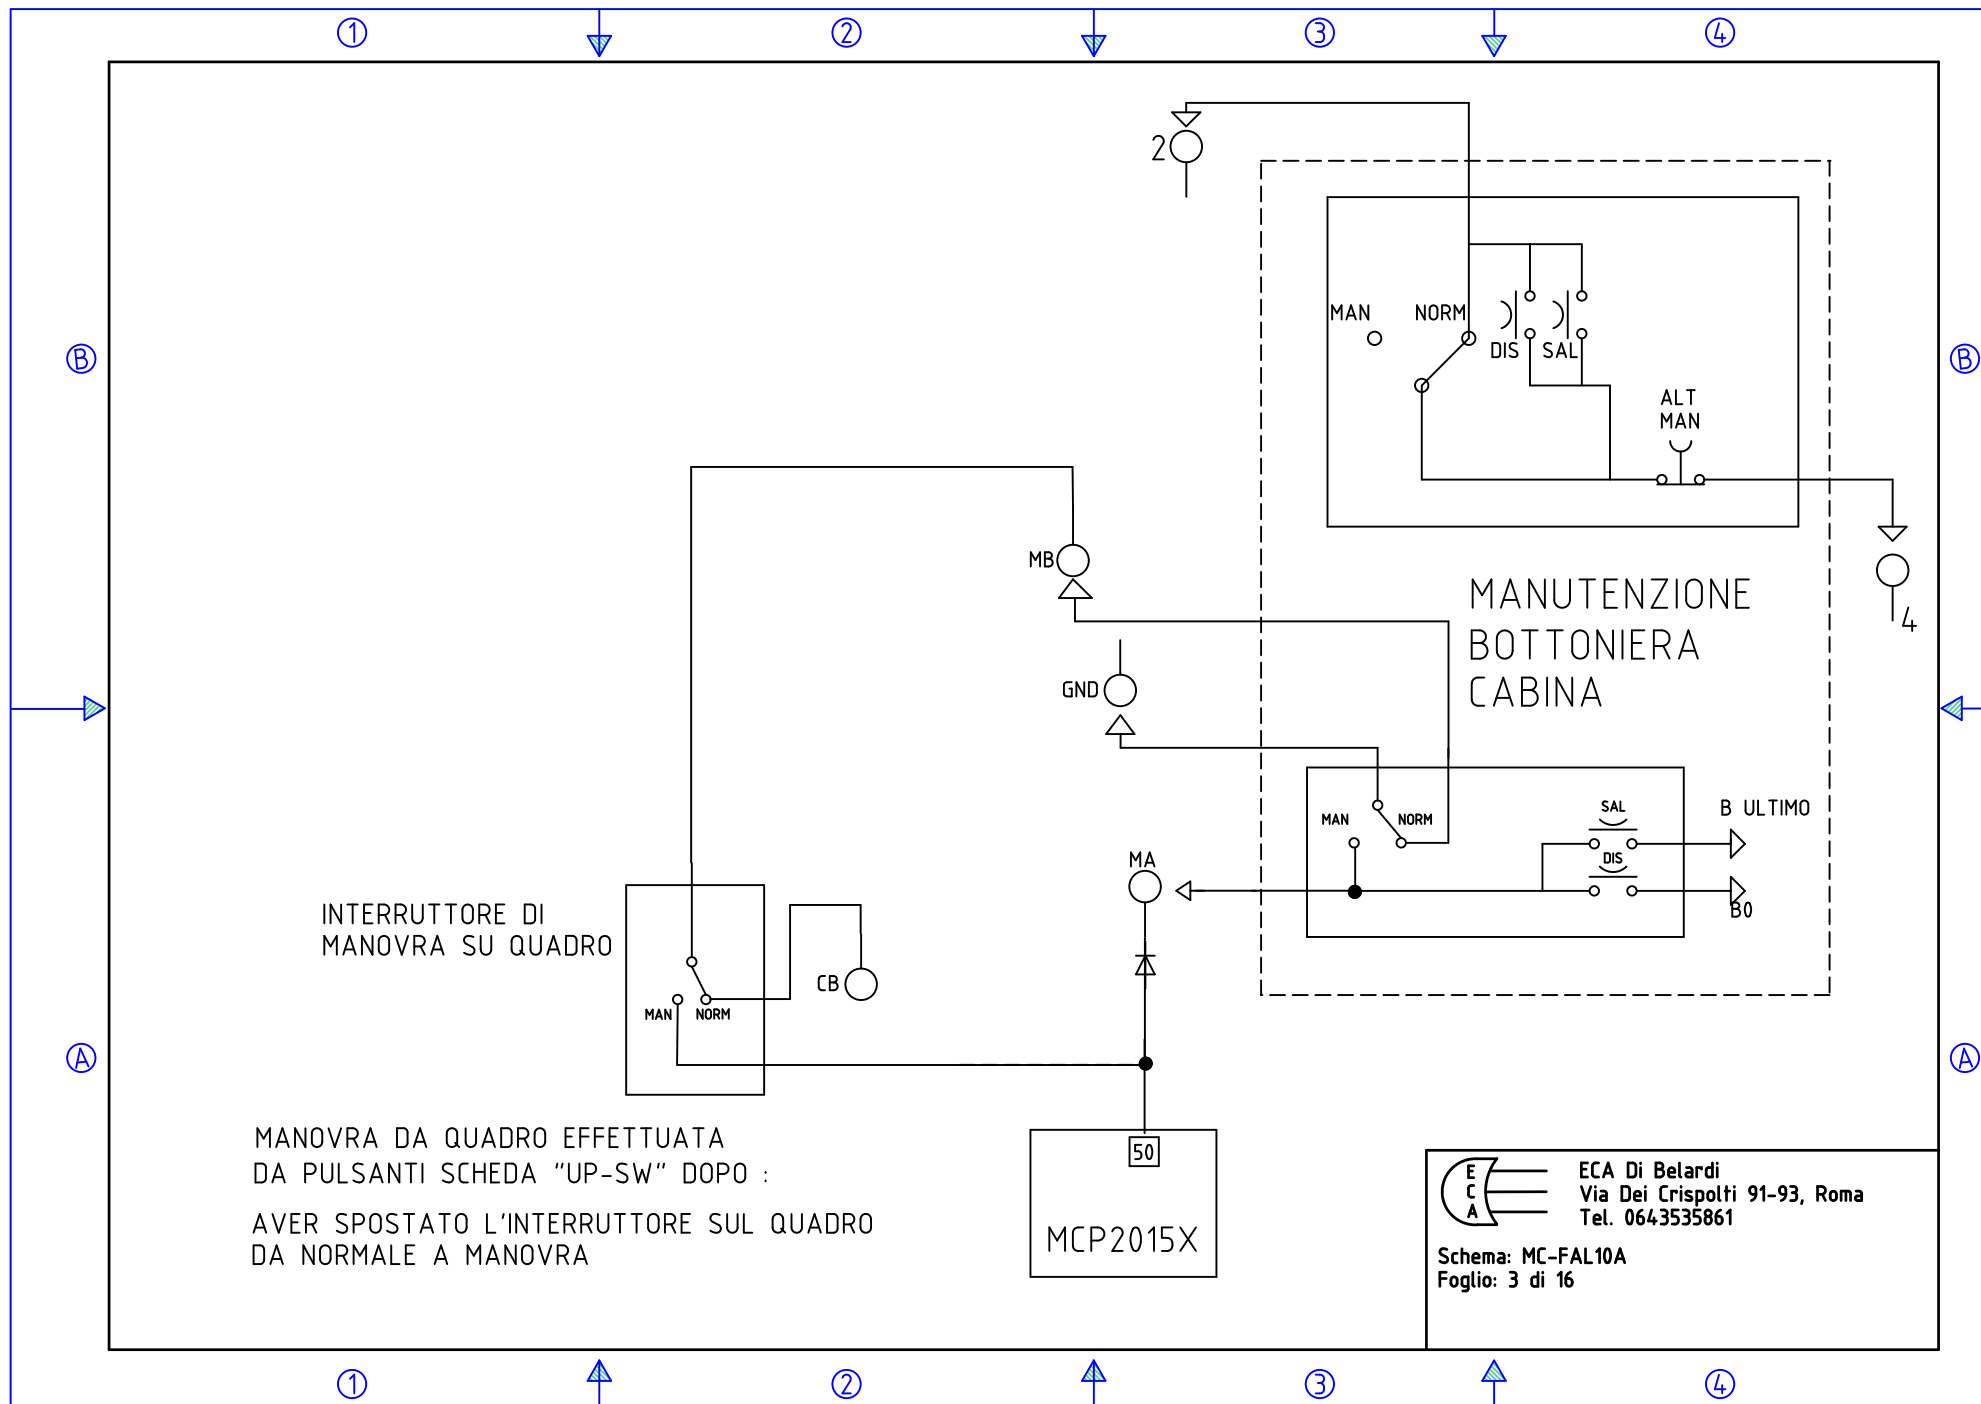 1 2 3 4
2
MAN NORM
DIS SAL
B B
ALT
MAN
MB
MANUTENZIONE
BOTTONIERA
CABINA
4
GND
SAL
B ULTIMO
MAN NORM
DIS
MA
B0
INTERRUTTORE DI
MANOVRA SU QUADRO
CB
MAN NORM
A A
MANOVRA DA QUADRO EFFETTUATA
DA PULSANTI SCHEDA "UP-SW" DOPO :
AVER SPOSTATO L'INTERRUTTORE SUL QUADRO
DA NORMALE A MANOVRA
50
MCP2015X
E
C
A
ECA Di Belardi
Via Dei Crispolti 91-93, Roma
Tel. 0643535861
Schema: MC-FAL10A
Foglio: 3 di 16
1 2 3 4